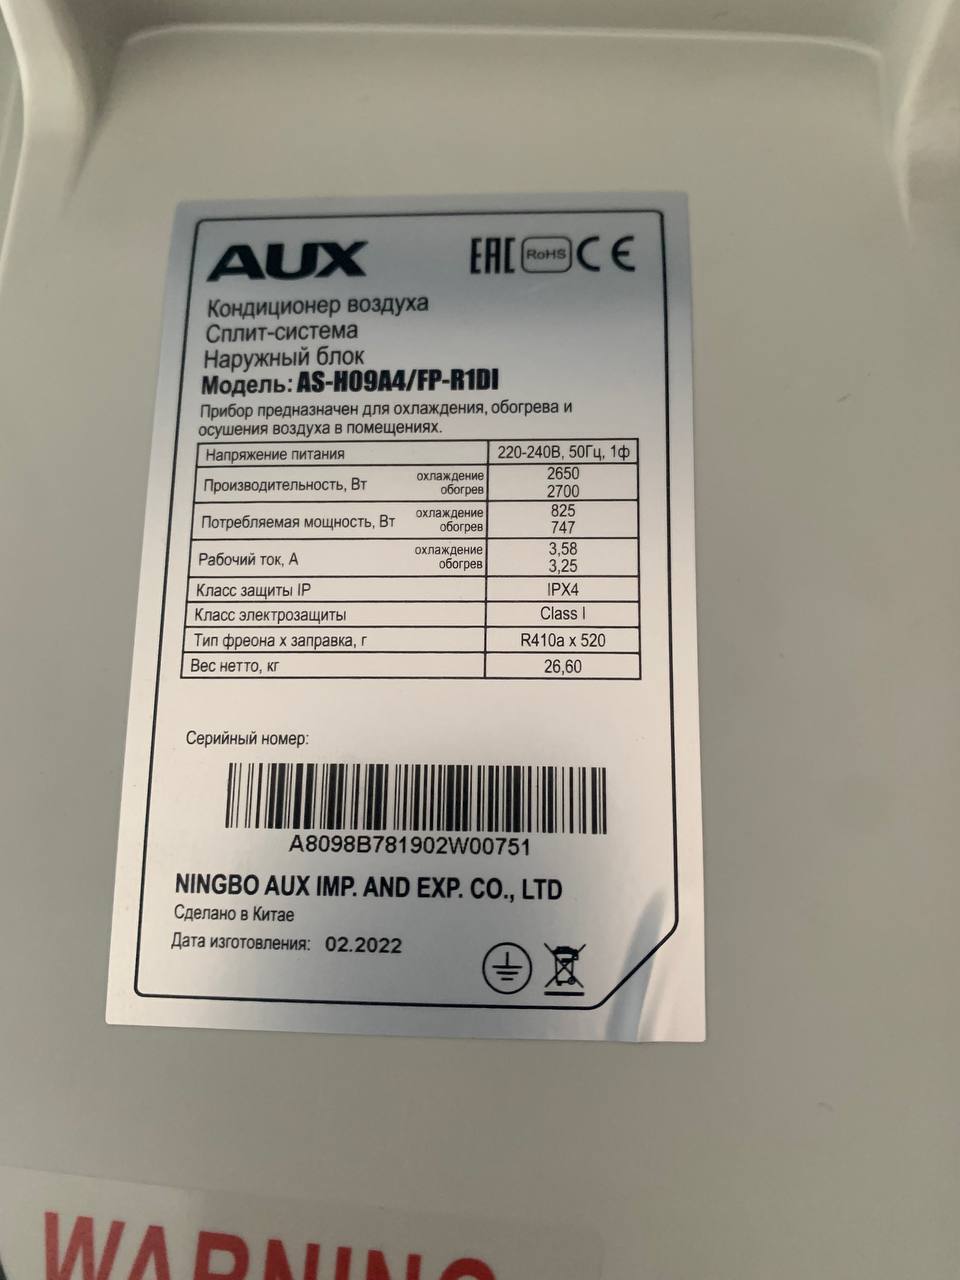 AUX
EAC RoHS CE
Кондиционер воздуха
Сплит-система
Наружный блок
Модель: AS-H09A4/FP-R1DI
Прибор предназначен для охлаждения, обогрева и
осушения воздуха в помещениях.
Напряжение питания 220-240В, 50Гц, 1ф
Производительность, Вт охлаждение 2650
обогрев 2700
Потребляемая мощность, Вт охлаждение 825
обогрев 747
Рабочий ток, А охлаждение 3,58
обогрев 3,25
Класс защиты IP IPX4
Класс электрозащиты Class I
Тип фреона х заправка, г R410a x 520
Вес нетто, кг 26,60
Серийный номер:
A8098B781902W00751
NINGBO AUX IMP. AND EXP. CO., LTD
Сделано в Китае
Дата изготовления: 02.2022
WARNING